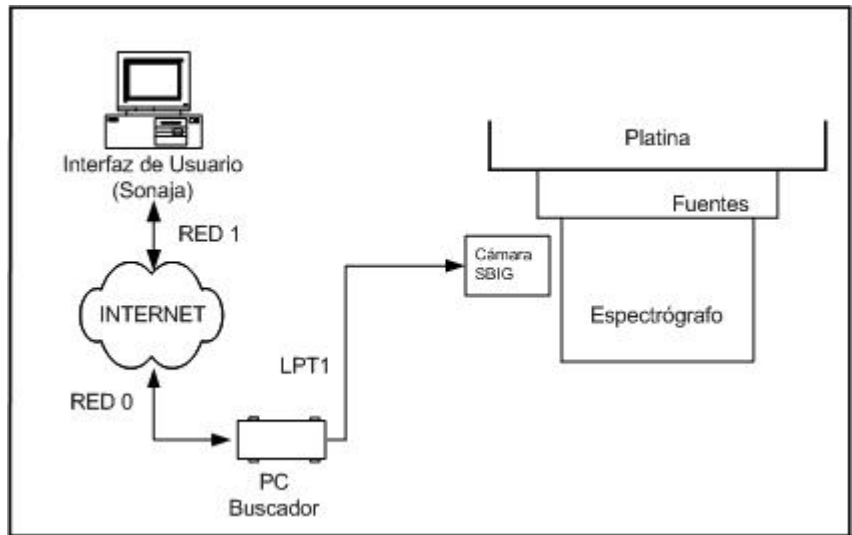 Interfaz de Usuario
(Sonaja)
RED 1
INTERNET
RED 0
PC
Buscador
LPT1
Cámara
SBIG
Platina
Fuentes
Espectrógrafo